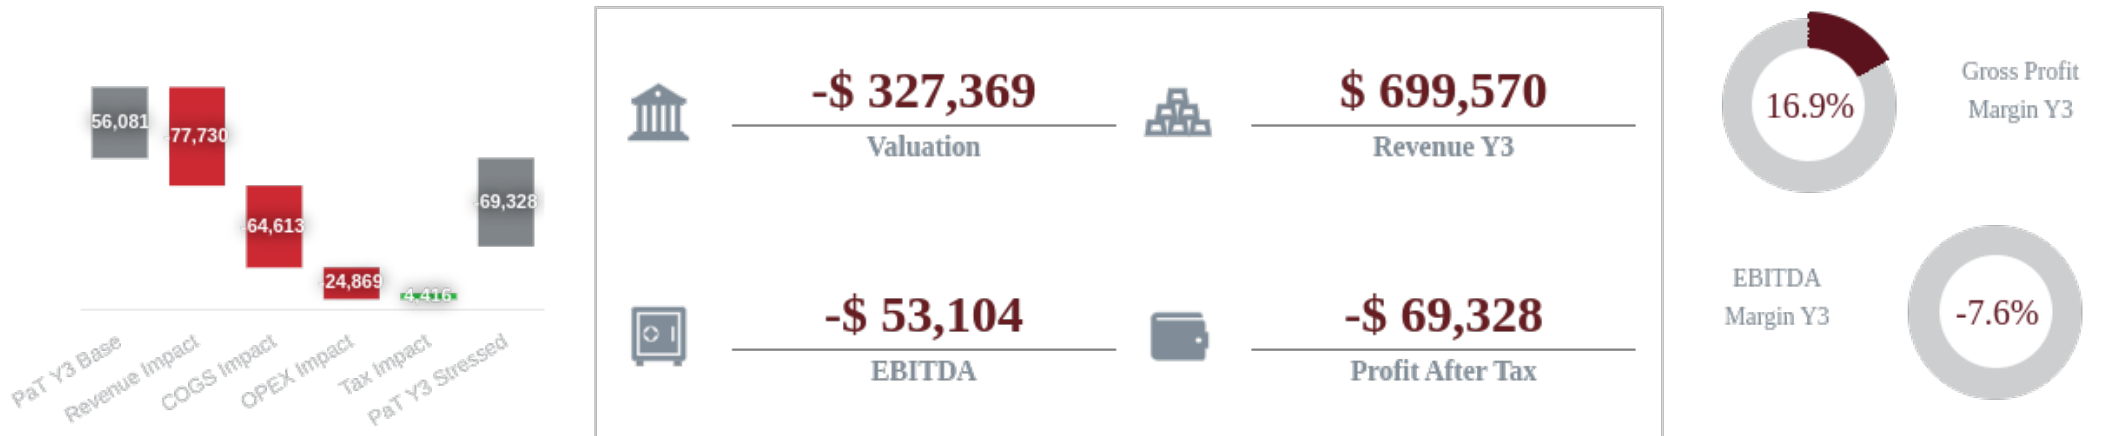 56,081
-77,730
-64,613
-24,869
4,416
-69,328
PaT Y3 Base
Revenue Impact
COGS Impact
OPEX Impact
Tax Impact
PaT Y3 Stressed
-$ 327,369
Valuation
$ 699,570
Revenue Y3
-$ 53,104
EBITDA
-$ 69,328
Profit After Tax
16.9%
Gross Profit
Margin Y3
EBITDA
Margin Y3
-7.6%